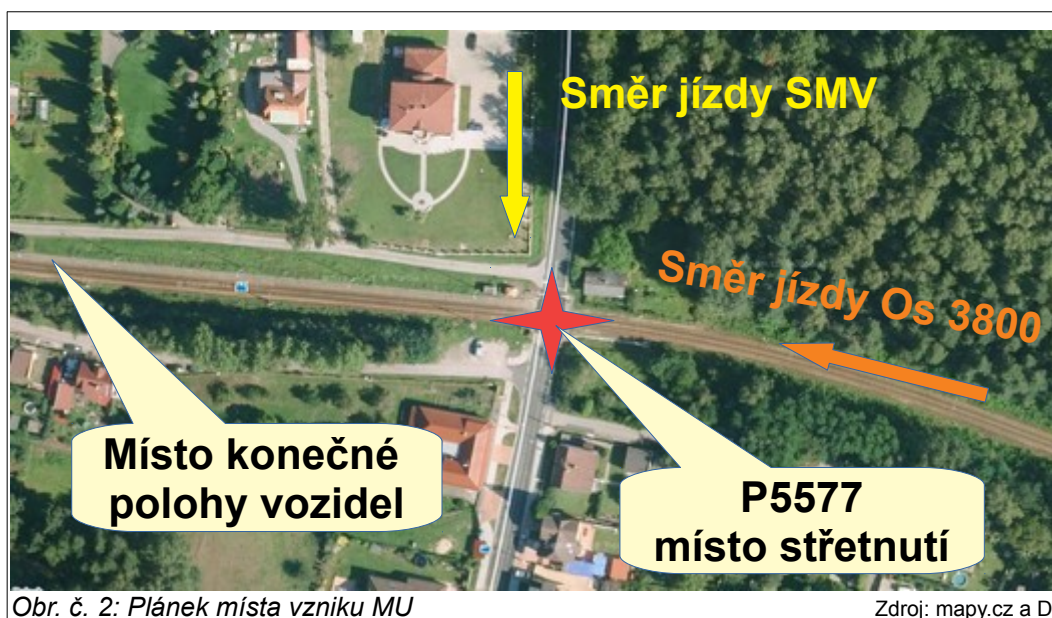 Směr jízdy SMV
Směr jízdy Os 3800
Místo konečné
polohy vozidel
P5577
místo střetnutí
Obr. č. 2: Plánek místa vzniku MU
Zdroj: mapy.cz a D